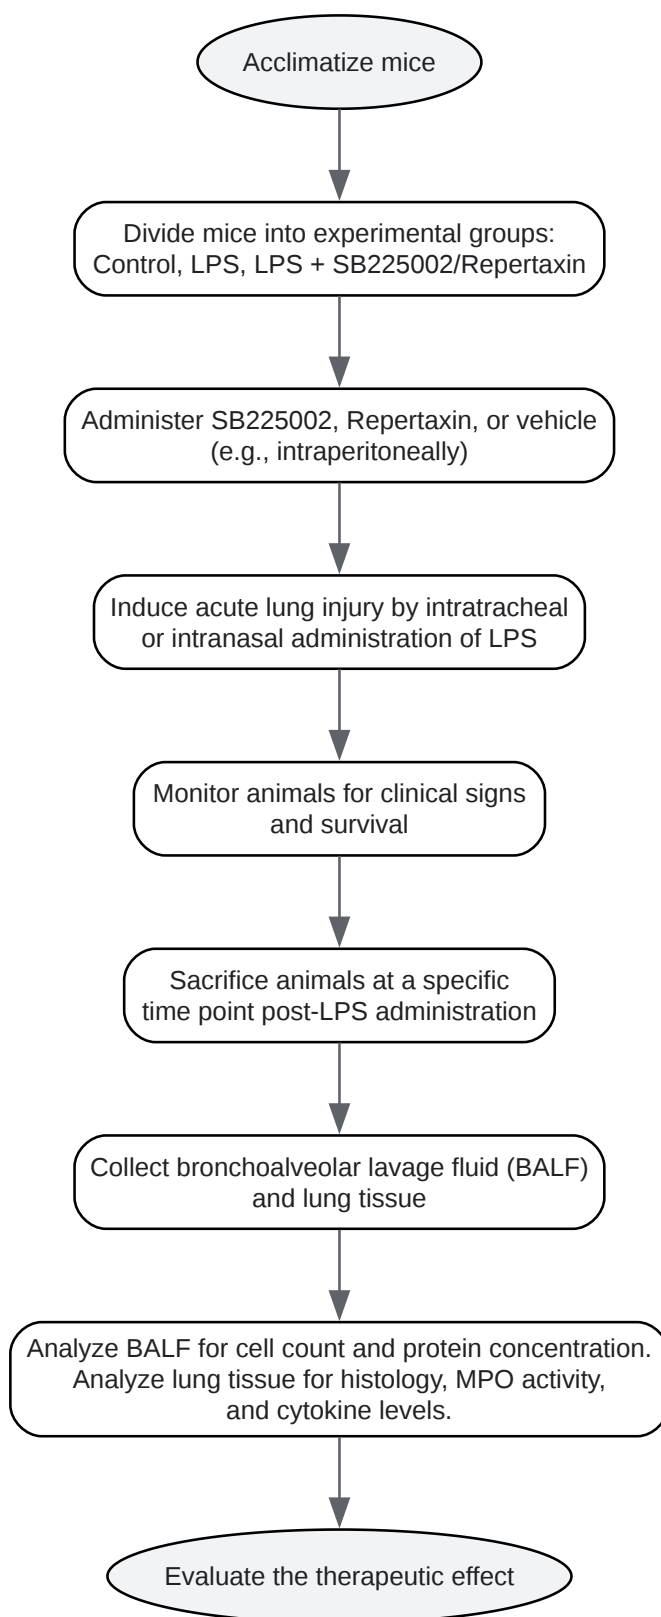 Acclimatize mice
Divide mice into experimental groups:
Control, LPS, LPS + SB225002/Repertaxin
Administer SB225002, Repertaxin, or vehicle
(e.g., intraperitoneally)
Induce acute lung injury by intratracheal
or intranasal administration of LPS
Monitor animals for clinical signs
and survival
Sacrifice animals at a specific
time point post-LPS administration
Collect bronchoalveolar lavage fluid (BALF)
and lung tissue
Analyze BALF for cell count and protein concentration.
Analyze lung tissue for histology, MPO activity,
and cytokine levels.
Evaluate the therapeutic effect